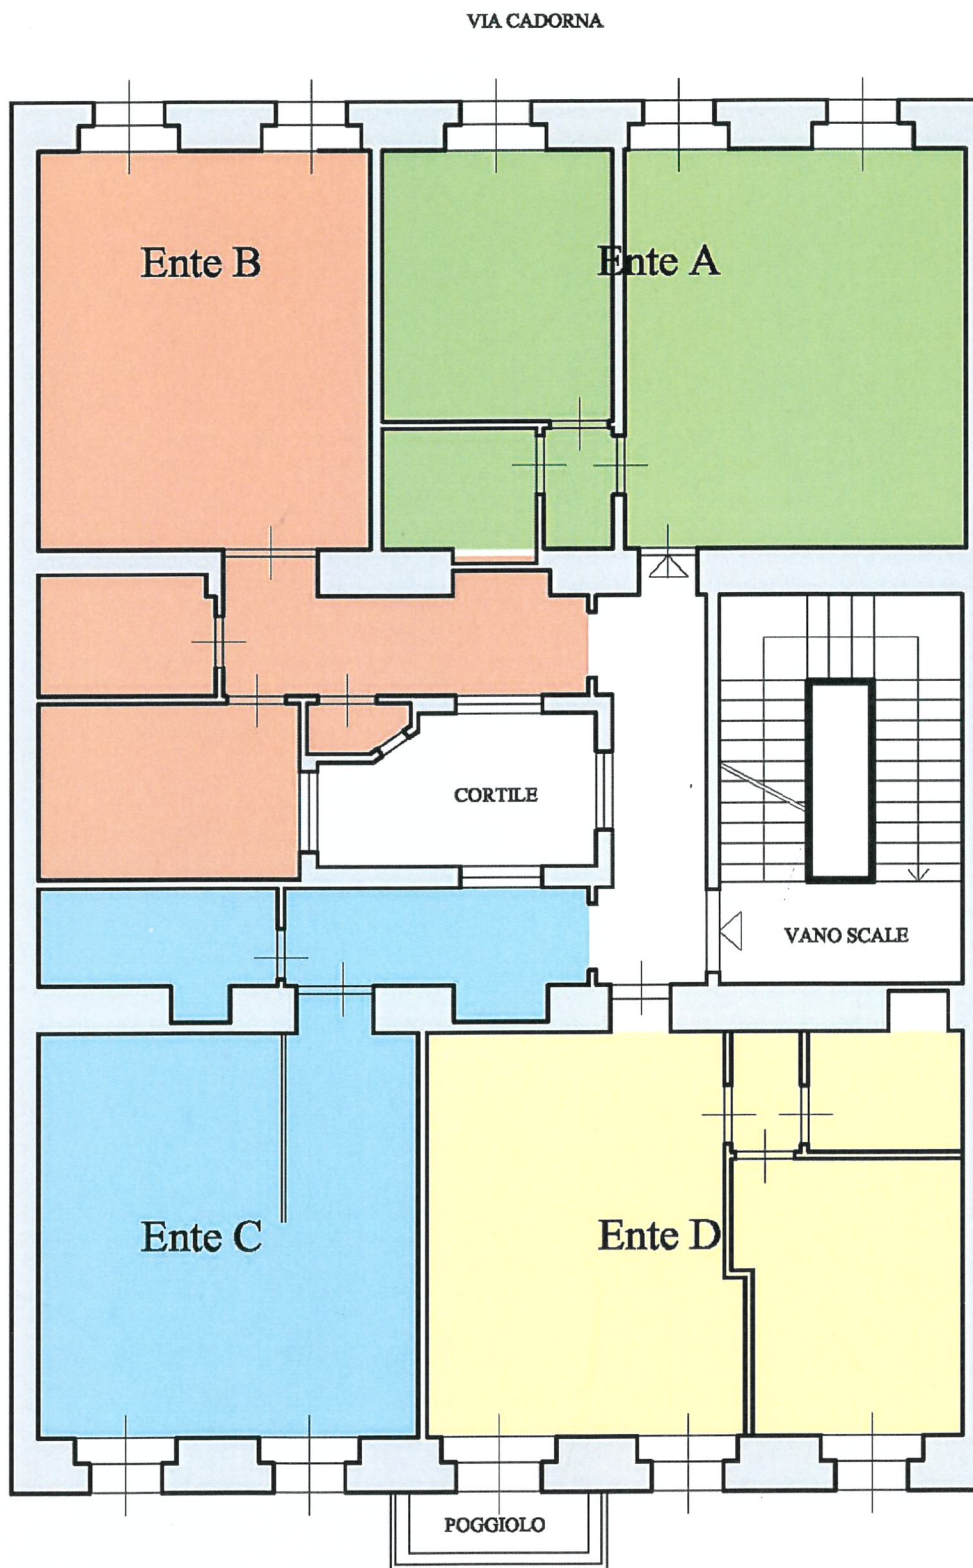 VIA CADORNA
Ente B
Ente A
CORTILE
VANO SCALE
Ente C
Ente D
POGGIOLO